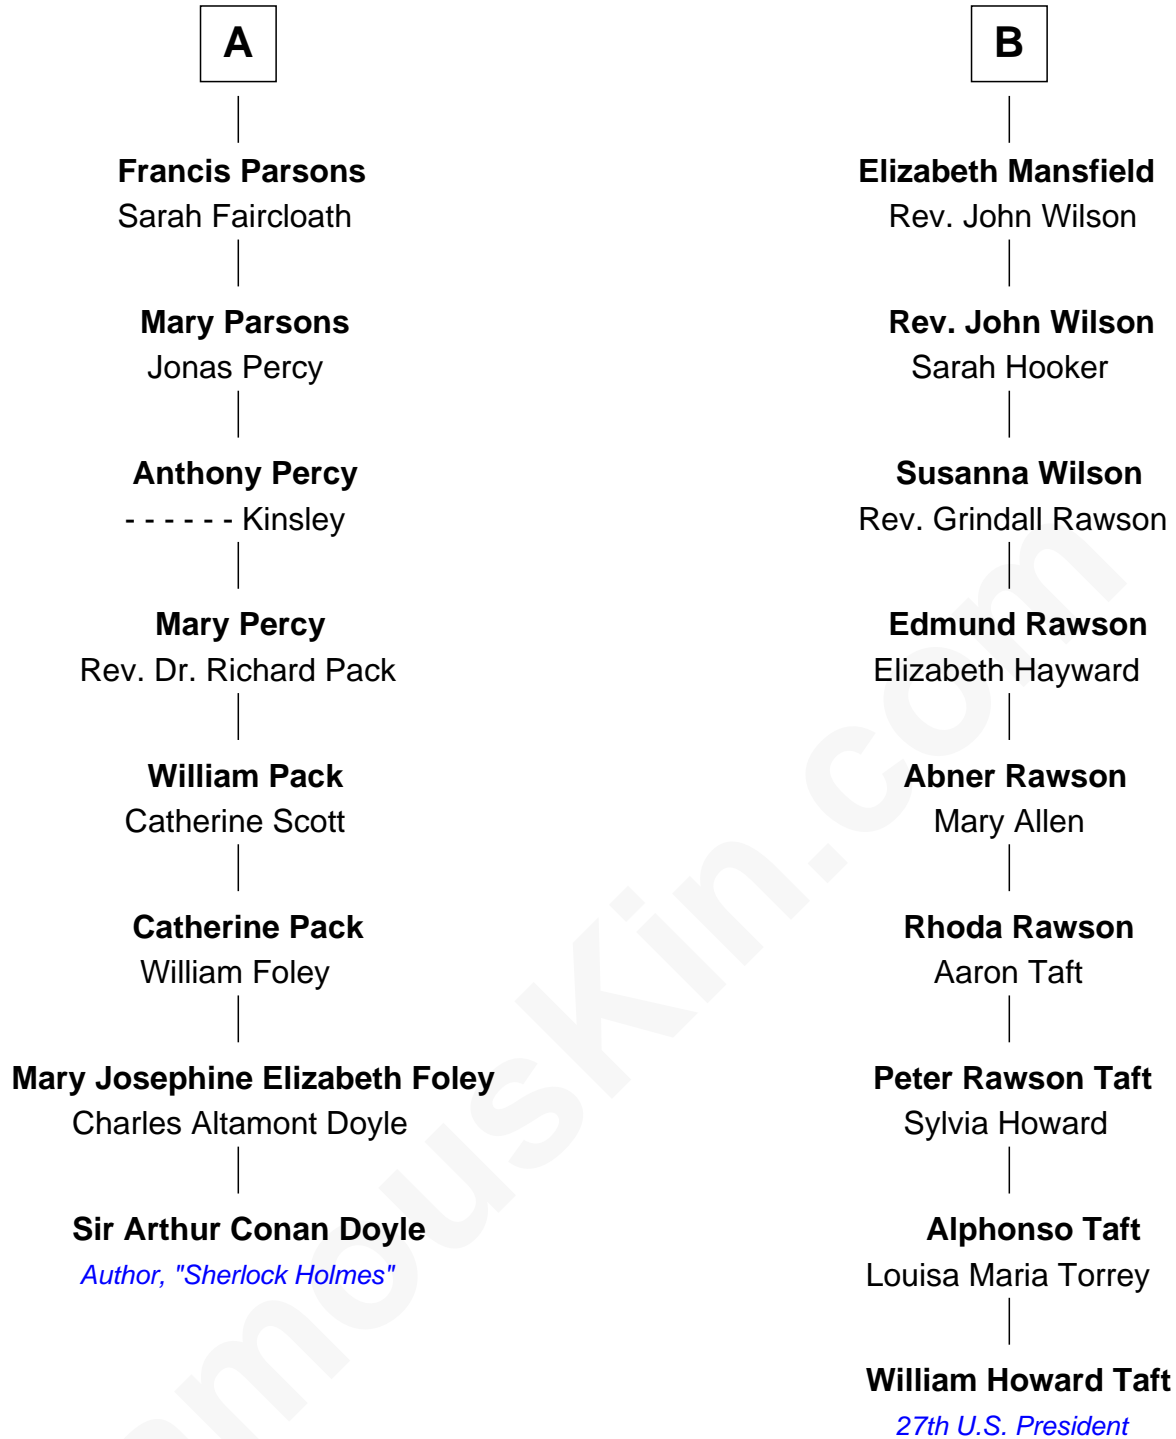 A
Francis Parsons
Sarah Faircloath
Mary Parsons
Jonas Percy
Anthony Percy
- - - - - - Kinsley
Mary Percy
Rev. Dr. Richard Pack
William Pack
Catherine Scott
Catherine Pack
William Foley
Mary Josephine Elizabeth Foley
Charles Altamont Doyle
Sir Arthur Conan Doyle
Author, "Sherlock Holmes"
B
Elizabeth Mansfield
Rev. John Wilson
Rev. John Wilson
Sarah Hooker
Susanna Wilson
Rev. Grindall Rawson
Edmund Rawson
Elizabeth Hayward
Abner Rawson
Mary Allen
Rhoda Rawson
Aaron Taft
Peter Rawson Taft
Sylvia Howard
Alphonso Taft
Louisa Maria Torrey
William Howard Taft
27th U.S. President
amouskin.com